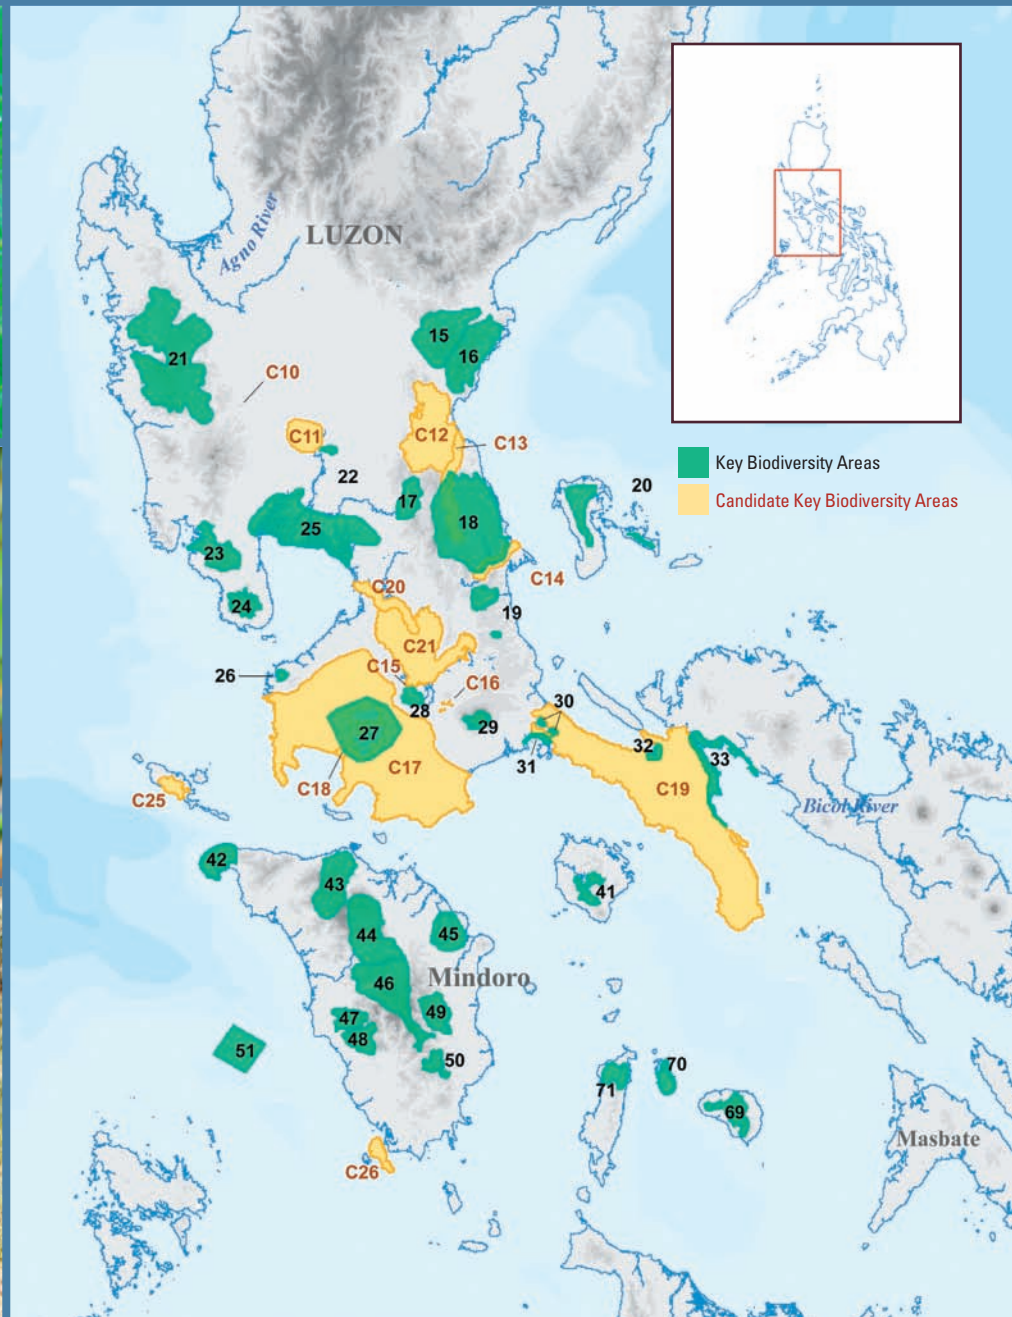 Agno River
LUZON
15
16
21
C10
C11
C12
C13
22
17
20
Key Biodiversity Areas
Candidate Key Biodiversity Areas
18
25
23
C14
C20
24
19
C21
C15
26
C16
28
30
29
27
31
32
33
C17
C18
C19
C25
Bicol River
42
43
41
44
45
Mindoro
46
47
49
48
51
50
70
71
69
Masbate
C26